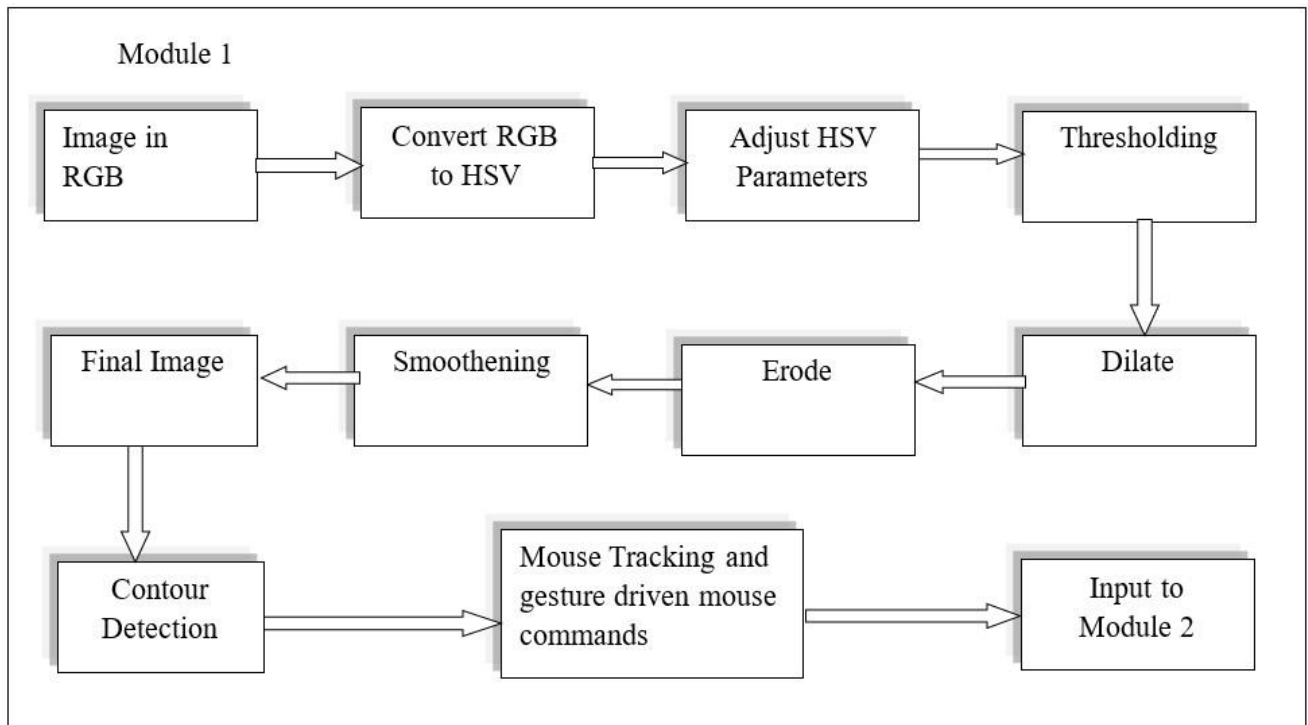 Module 1
Image in
RGB
Convert RGB
to HSV
Adjust HSV
Parameters
Thresholding
Dilate
Erode
Smoothening
Final Image
Contour
Detection
Mouse Tracking and
gesture driven mouse
commands
Input to
Module 2